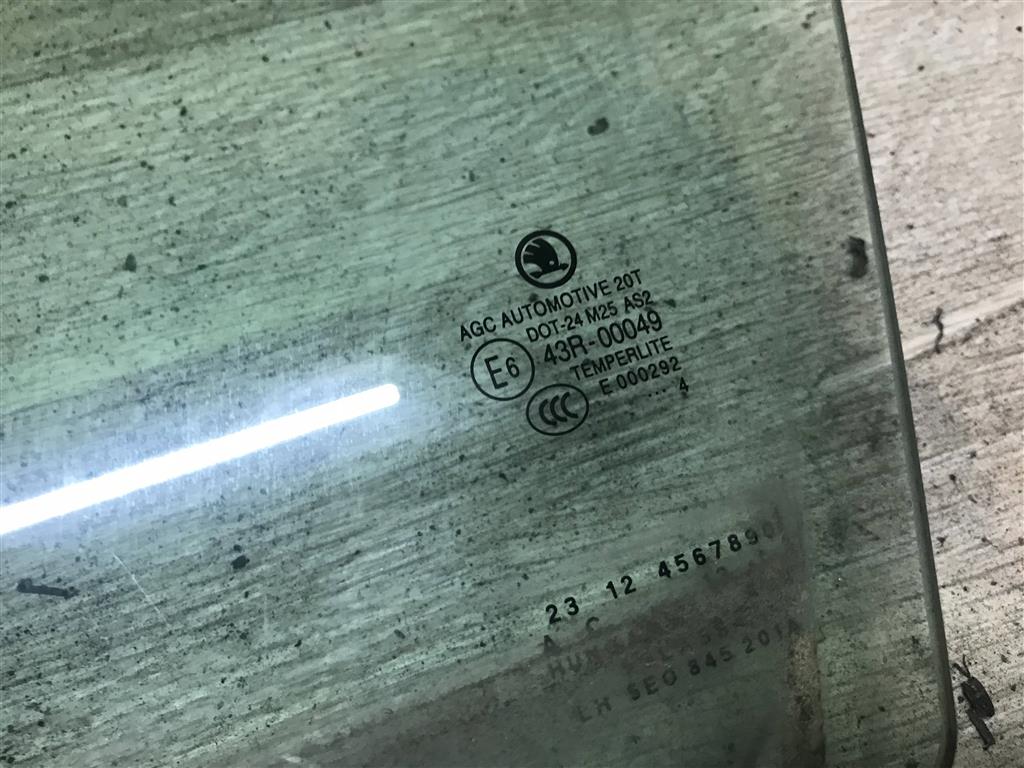 AGC AUTOMOTIVE 20T
DOT-24 M25 AS2
E6 43R-00049
TEMPERLITE
CCC E 000292
... 4
23 12 456789
A C
LH 5E0 845 201A